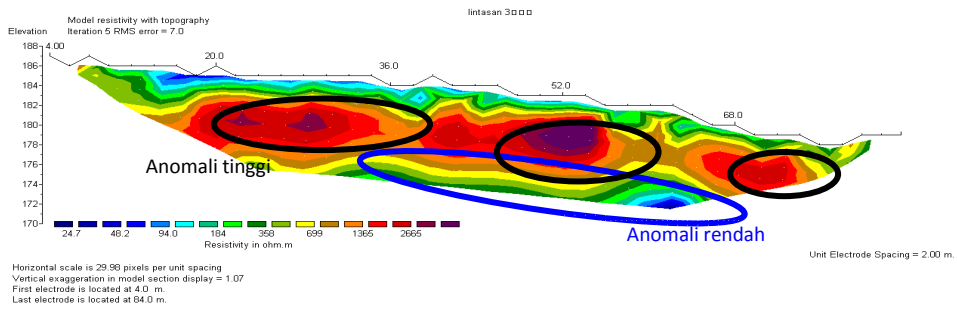 lintasan 3□□□
Model resistivity with topography
Iteration 5 RMS error = 7.0
Elevation
188
4.00
186
20.0
36.0
184
52.0
182
68.0
180
178
Anomali tinggi
176
174
172
170
24.7 48.2 94.0 184 358 699 1365 2665
Resistivity in ohm.m
Anomali rendah
Unit Electrode Spacing = 2.00 m.
Horizontal scale is 29.98 pixels per unit spacing
Vertical exaggeration in model section display = 1.07
First electrode is located at 4.0 m.
Last electrode is located at 84.0 m.